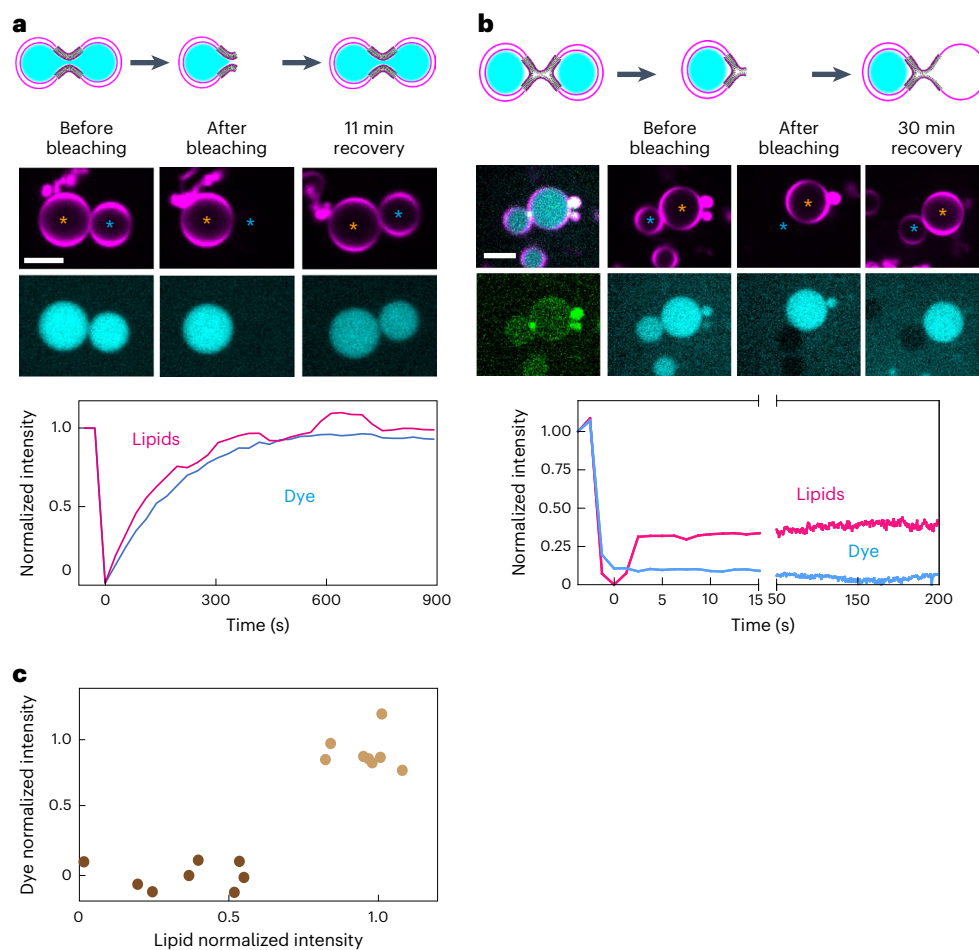 a
Before bleaching
After bleaching
11 min recovery
*
*
*
*
*
*
Normalized intensity
1.0
0.5
0
Lipids
Dye
0
300
600
900
Time (s)
b
Before bleaching
After bleaching
30 min recovery
*
*
*
*
*
*
Normalized intensity
1.00
0.75
0.50
0.25
0
Lipids
Dye
0
5
10
15
50
150
200
Time (s)
c
Dye normalized intensity
1.0
0.5
0
0
0.5
1.0
Lipid normalized intensity